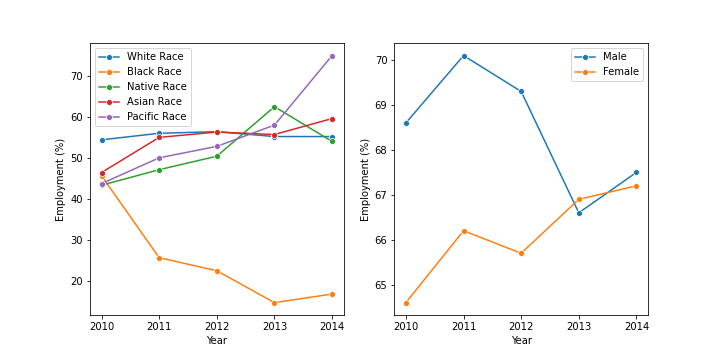 White Race
Black Race
Native Race
Asian Race
Pacific Race
Employment (%)
70
60
50
40
30
20
2010
2011
2012
2013
2014
Year
Male
Female
Employment (%)
70
69
68
67
66
65
2010
2011
2012
2013
2014
Year